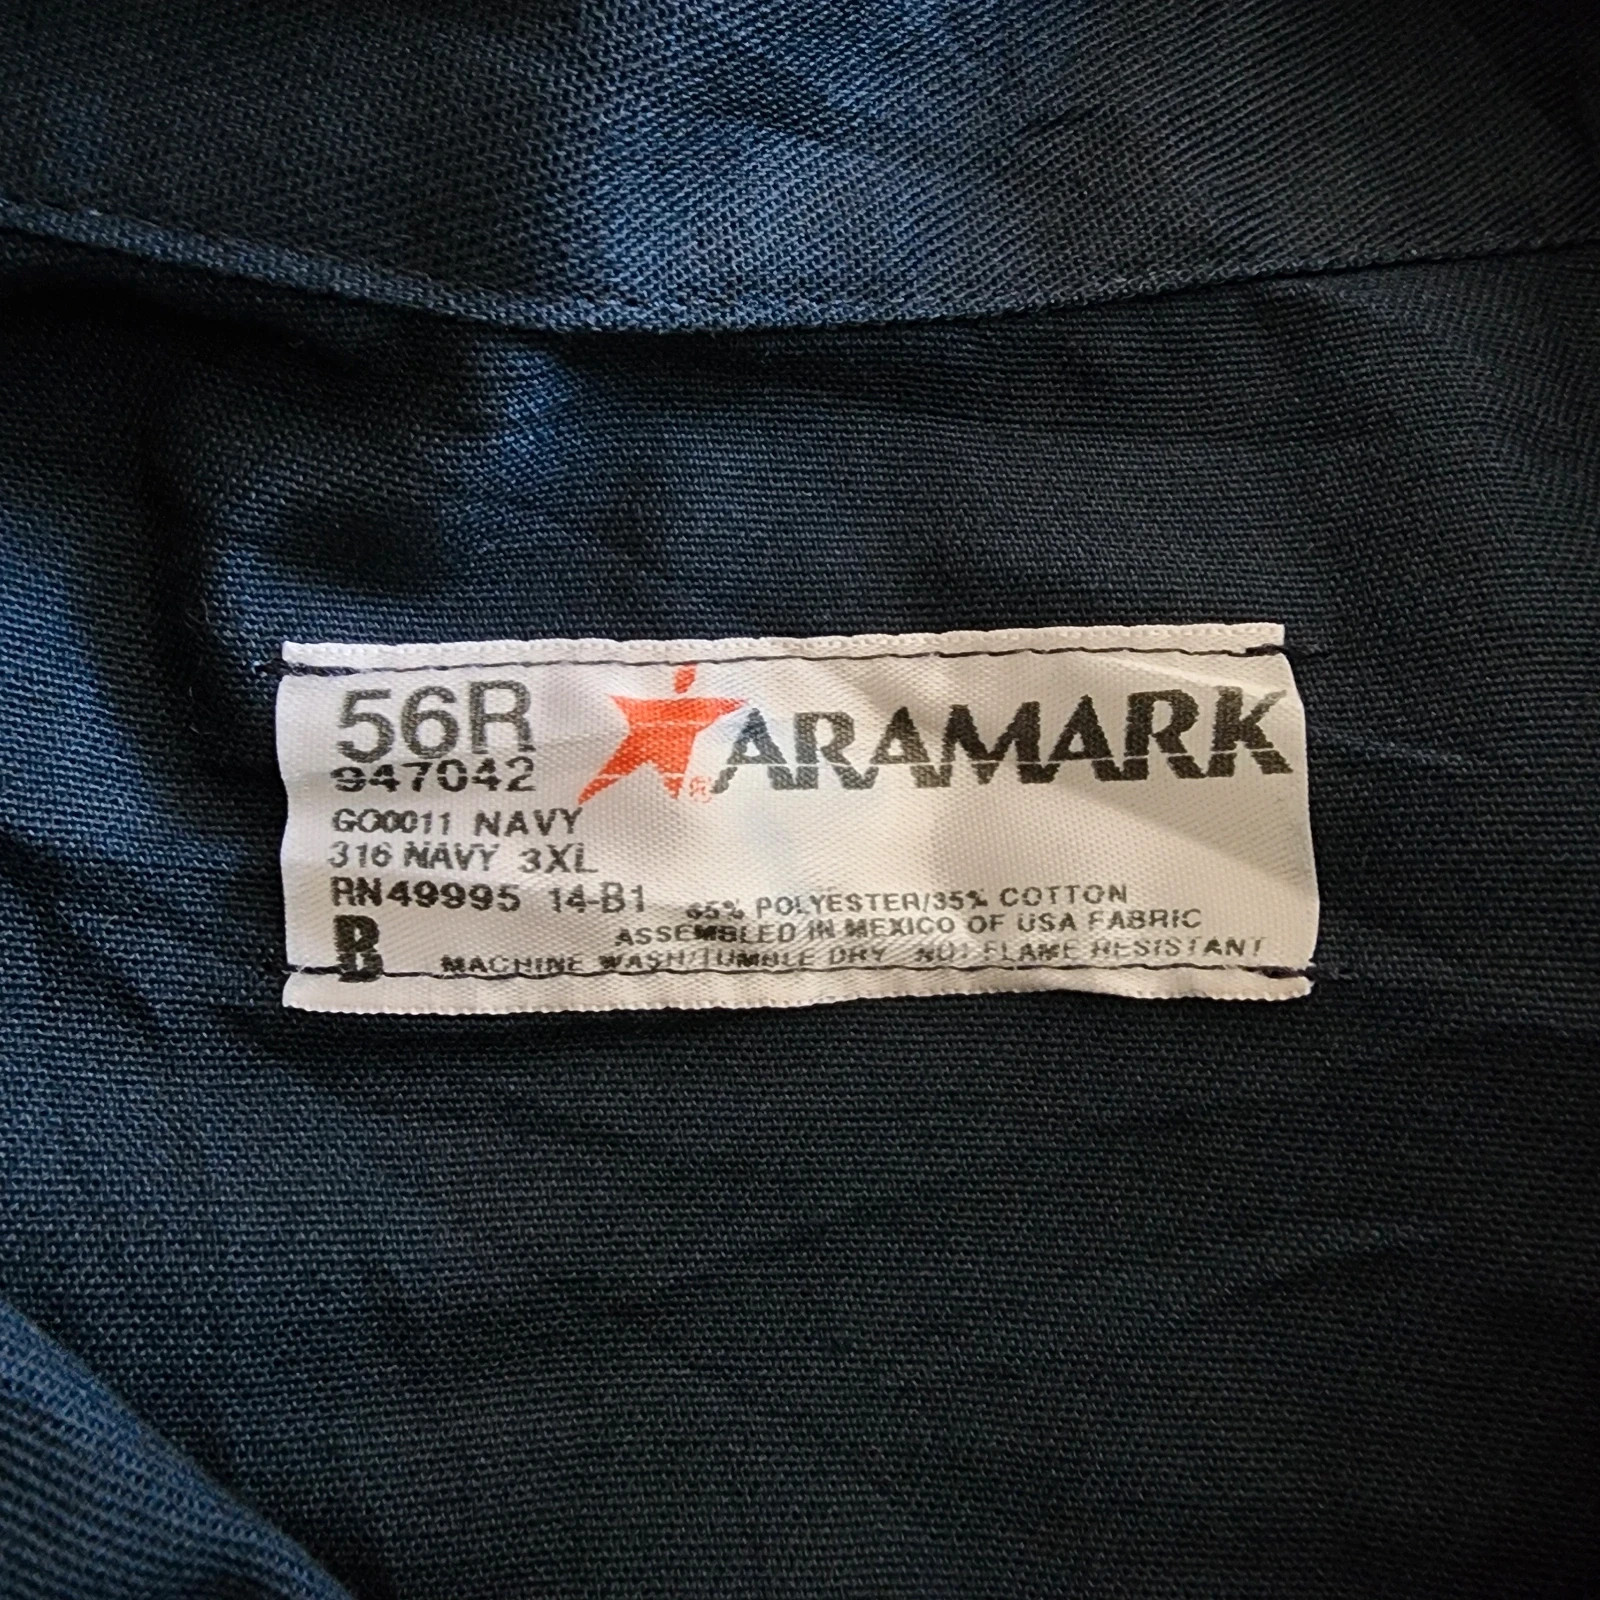 56R
947042
ARAMARK
®
GO0011 NAVY
316 NAVY 3XL
RN49995 14-B1
B
65% POLYESTER/35% COTTON
ASSEMBLED IN MEXICO OF USA FABRIC
MACHINE WASH/TUMBLE DRY NOT FLAME RESISTANT